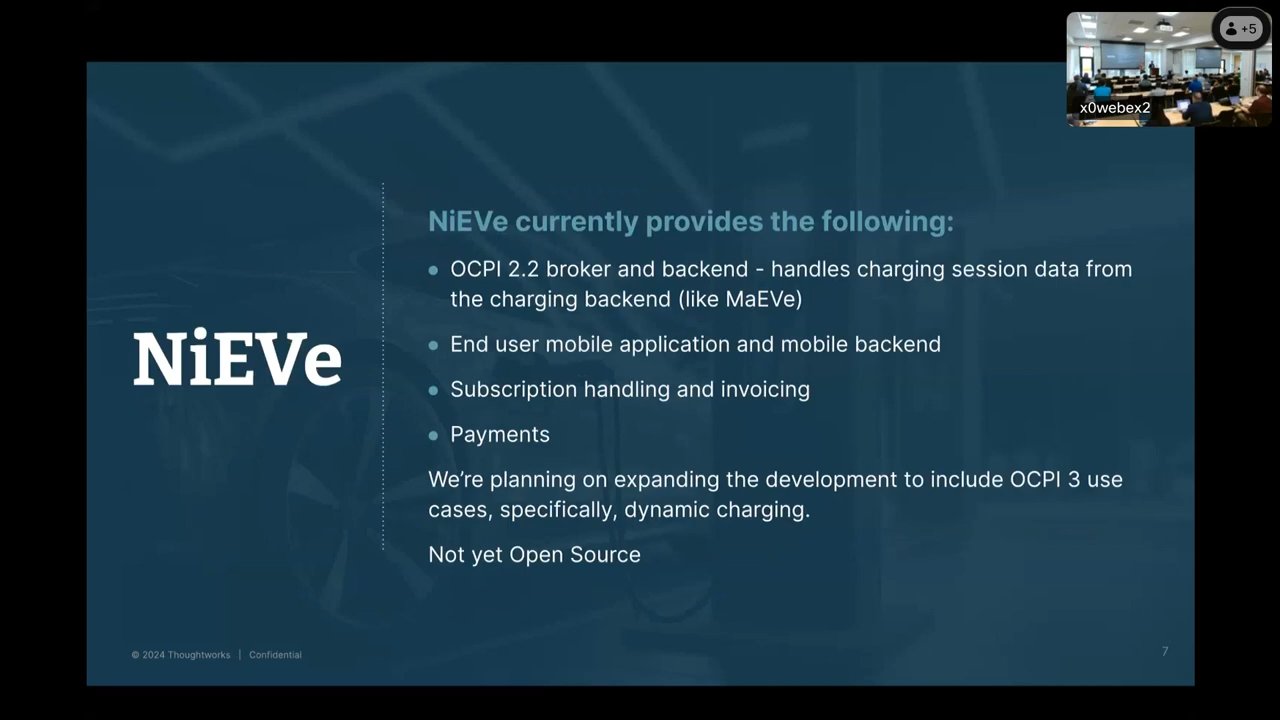 +5
x0webex2
NiEVe
NiEVe currently provides the following:
OCPI 2.2 broker and backend - handles charging session data from
the charging backend (like MaEVe)
End user mobile application and mobile backend
Subscription handling and invoicing
Payments
We're planning on expanding the development to include OCPI 3 use
cases, specifically, dynamic charging.
Not yet Open Source
© 2024 Thoughtworks | Confidential
7